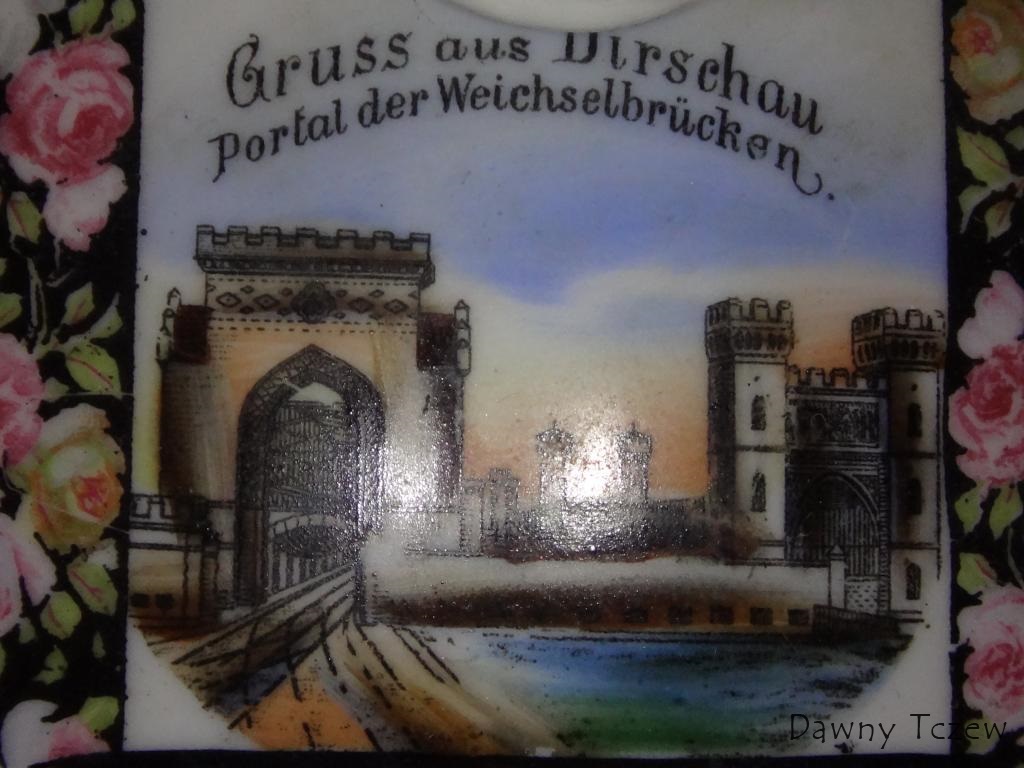 Gruss aus Dirschau
Portal der Weichselbrücken.
Dawny Tczew